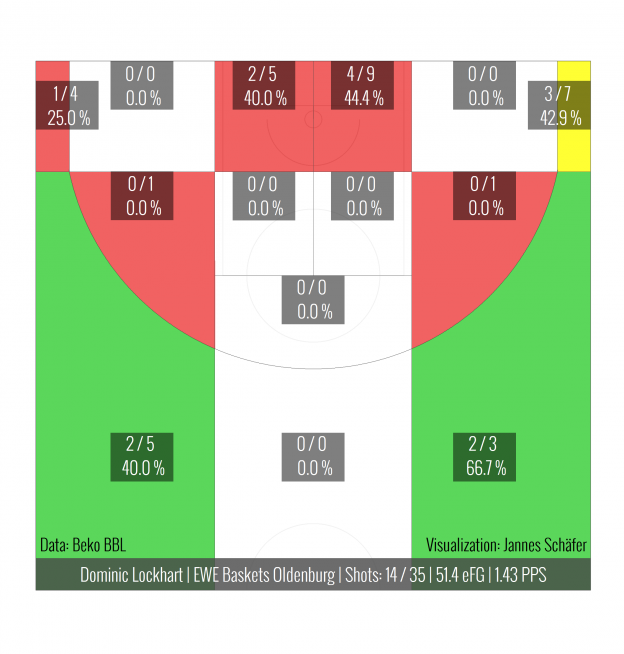 0 / 0
0.0 %
2 / 5
40.0 %
4 / 9
44.4 %
0 / 0
0.0 %
1 / 4
25.0 %
3 / 7
42.9 %
0 / 1
0.0 %
0 / 0
0.0 %
0 / 0
0.0 %
0 / 1
0.0 %
0 / 0
0.0 %
2 / 5
40.0 %
0 / 0
0.0 %
2 / 3
66.7 %
Data: Beko BBL
Visualization: Jannes Schäfer
Dominic Lockhart | EWE Baskets Oldenburg | Shots: 14 / 35 | 51.4 eFG | 1.43 PPS